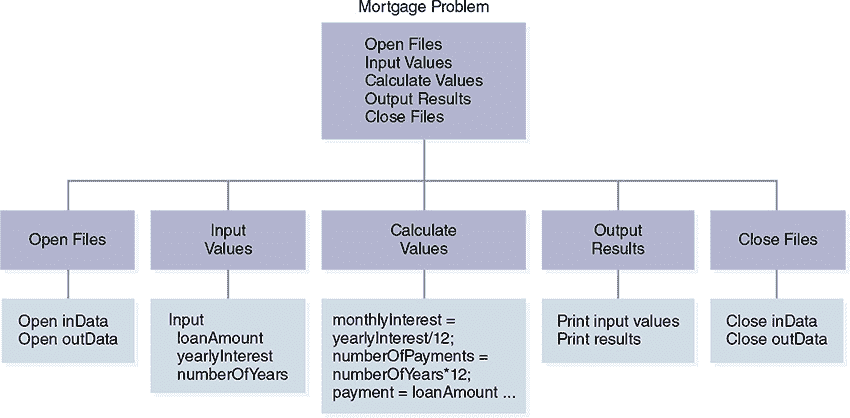 Mortgage Problem
Open Files
Input Values
Calculate Values
Output Results
Close Files
Open Files
Input
Values
Calculate
Values
Output
Results
Close Files
Open inData
Open outData
Input
loanAmount
yearlyInterest
numberOfYears
monthlyInterest =
yearlyInterest/12;
numberOfPayments =
numberOfYears*12;
payment = loanAmount ...
Print input values
Print results
Close inData
Close outData